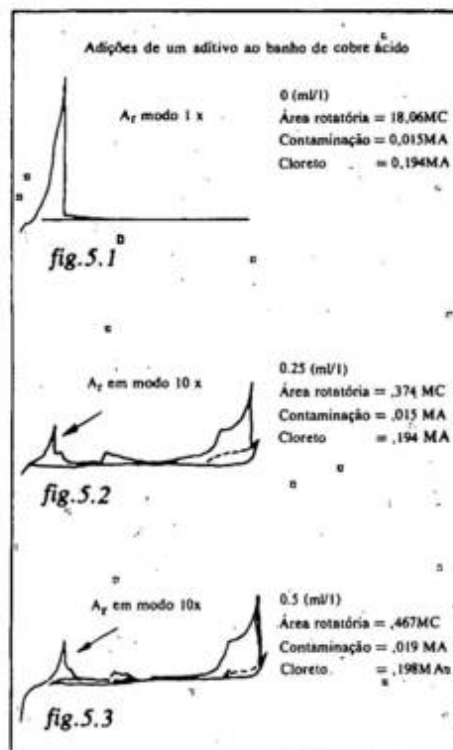 Adições de um aditivo ao banho de cobre ácido
0 (ml/l)
Ar modo 1 x
Área rotatória = 18,06MC
Contaminação = 0,015MA
Cloreto = 0,194MA
fig.5.1
0.25 (ml/l)
Ar em modo 10 x
Área rotatória = ,374 MC
Contaminação = ,015 MA
Cloreto = ,194 MA
fig.5.2
0.5 (ml/l)
Ar em modo 10x
Área rotatória = ,467MC
Contaminação = ,019 MA
Cloreto = ,198MAn
fig.5.3